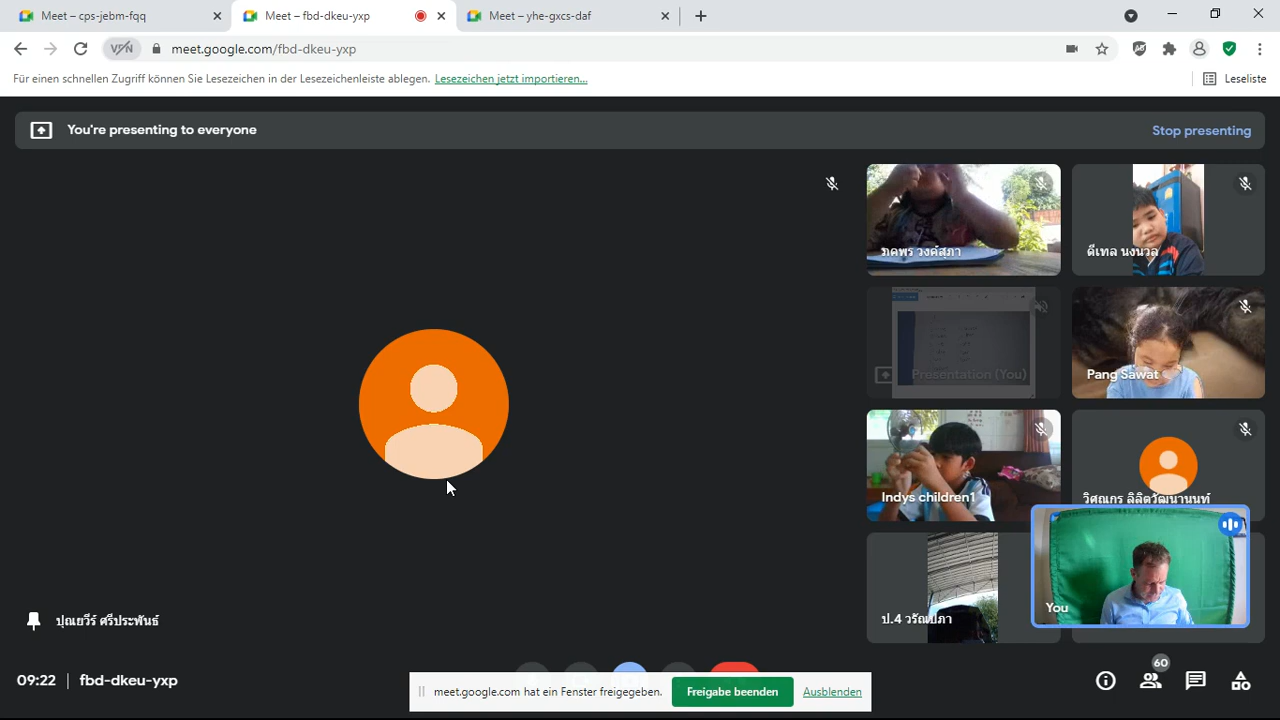 Meet – cps-jebm-fqq
Meet – fbd-dkeu-yxp
Meet – yhe-gxcs-daf
VPN
meet.google.com/fbd-dkeu-yxp
Für einen schnellen Zugriff können Sie Lesezeichen in der Lesezeichenleiste ablegen. Lesezeichen jetzt importieren...
Leseliste
You're presenting to everyone
Stop presenting
ภคพร วงค์สุภา
ดีเทล นงนวล
Presentation (You)
Pang Sawat
Indys children1
วิศณุกร ลิลิตวัฒนานนท์
You
ป.4 วรัณปภา
ปุณยวีร์ ศรีประพันธ์
60
09:22 | fbd-dkeu-yxp
meet.google.com hat ein Fenster freigegeben.
Freigabe beenden
Ausblenden